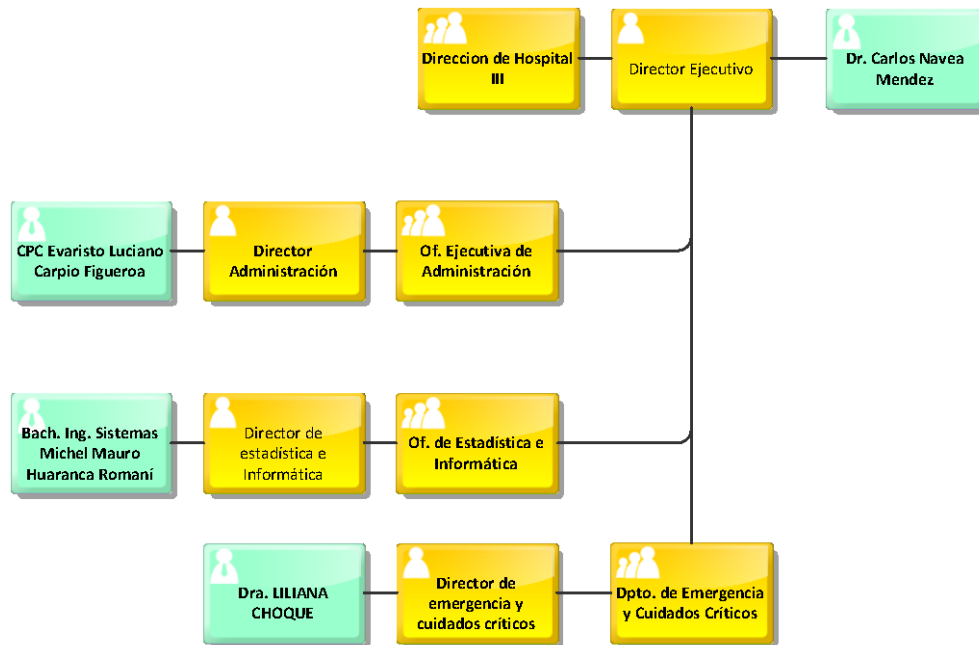 Direccion de Hospital
III
Director Ejecutivo
Dr. Carlos Navea
Mendez
CPC Evaristo Luciano
Carpio Figueroa
Director
Administración
Of. Ejecutiva de
Administración
Bach. Ing. Sistemas
Michel Mauro
Huaranca Romaní
Director de
estadística e
Informática
Of. de Estadística e
Informática
Dra. LILIANA
CHOQUE
Director de
emergencia y
cuidados críticos
Dpto. de Emergencia
y Cuidados Críticos